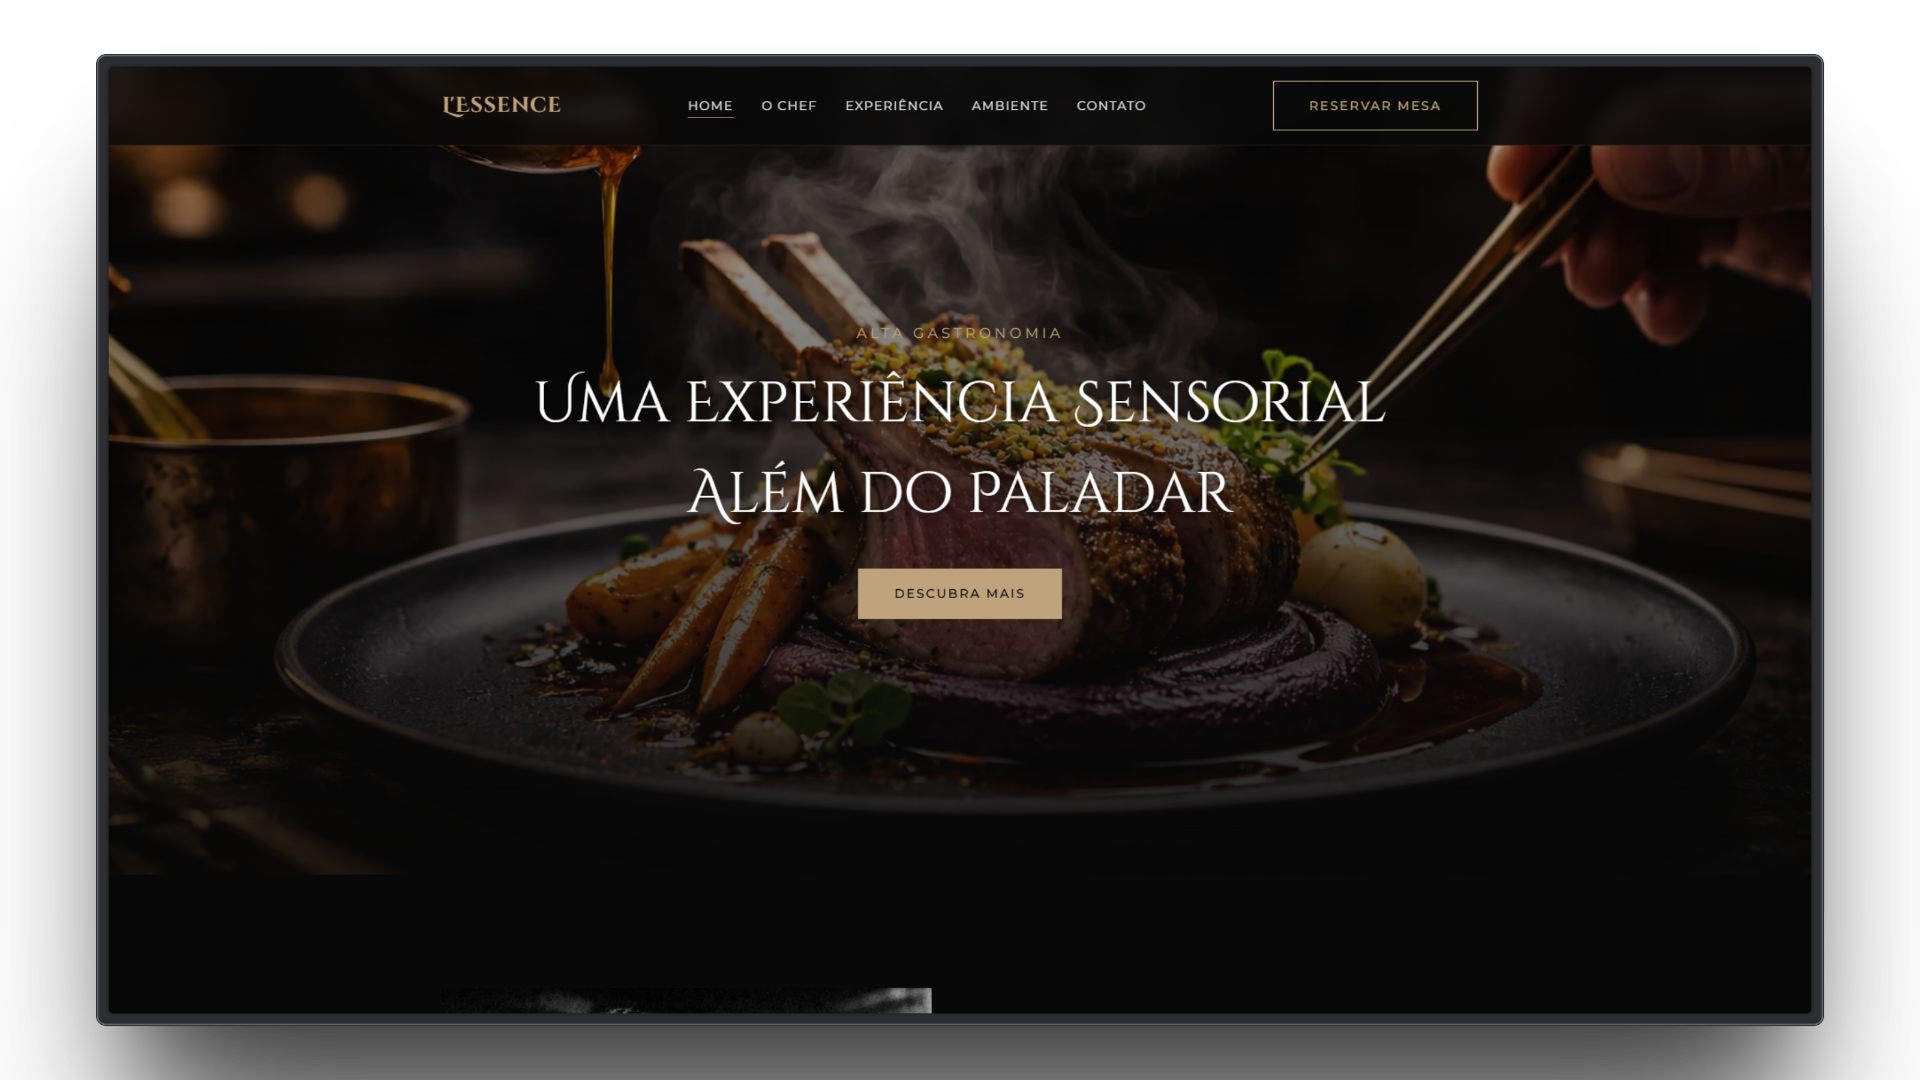 L'ESSENCE
HOME O CHEF EXPERIÊNCIA AMBIENTE CONTATO
RESERVAR MESA
ALTA GASTRONOMIA
UMA EXPERIÊNCIA SENSORIAL
ALÉM DO PALADAR
DESCUBRA MAIS